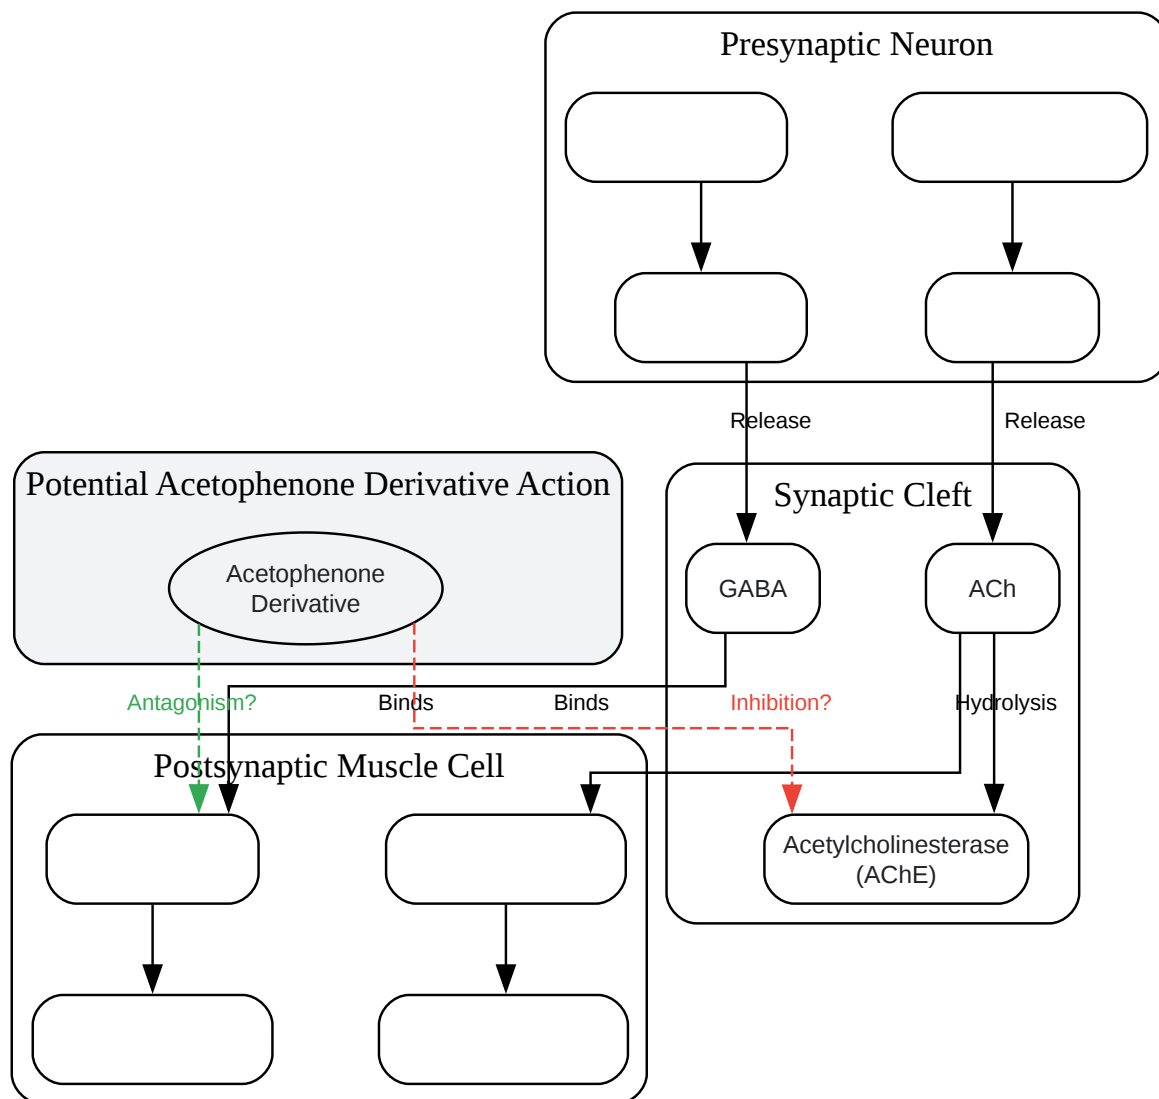 Presynaptic Neuron
Release
Release
Potential Acetophenone Derivative Action
Synaptic Cleft
Acetophenone
Derivative
GABA
ACh
Antagonism?
Binds
Binds
Inhibition?
Hydrolysis
Postsynaptic Muscle Cell
Acetylcholinesterase
(AChE)